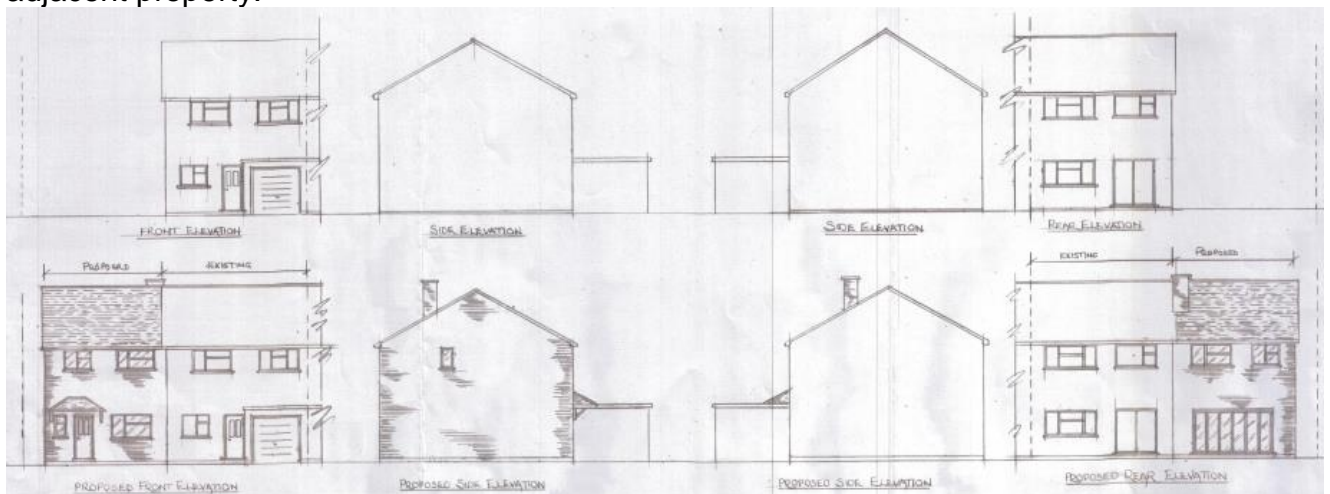 adjacent property.
FRONT ELEVATION
SIDE ELEVATION
SIDE ELEVATION
REAR ELEVATION
PROPOSED EXISTING
EXISTING PROPOSED
PROPOSED FRONT ELEVATION
PROPOSED SIDE ELEVATION
PROPOSED SIDE ELEVATION
PROPOSED REAR ELEVATION